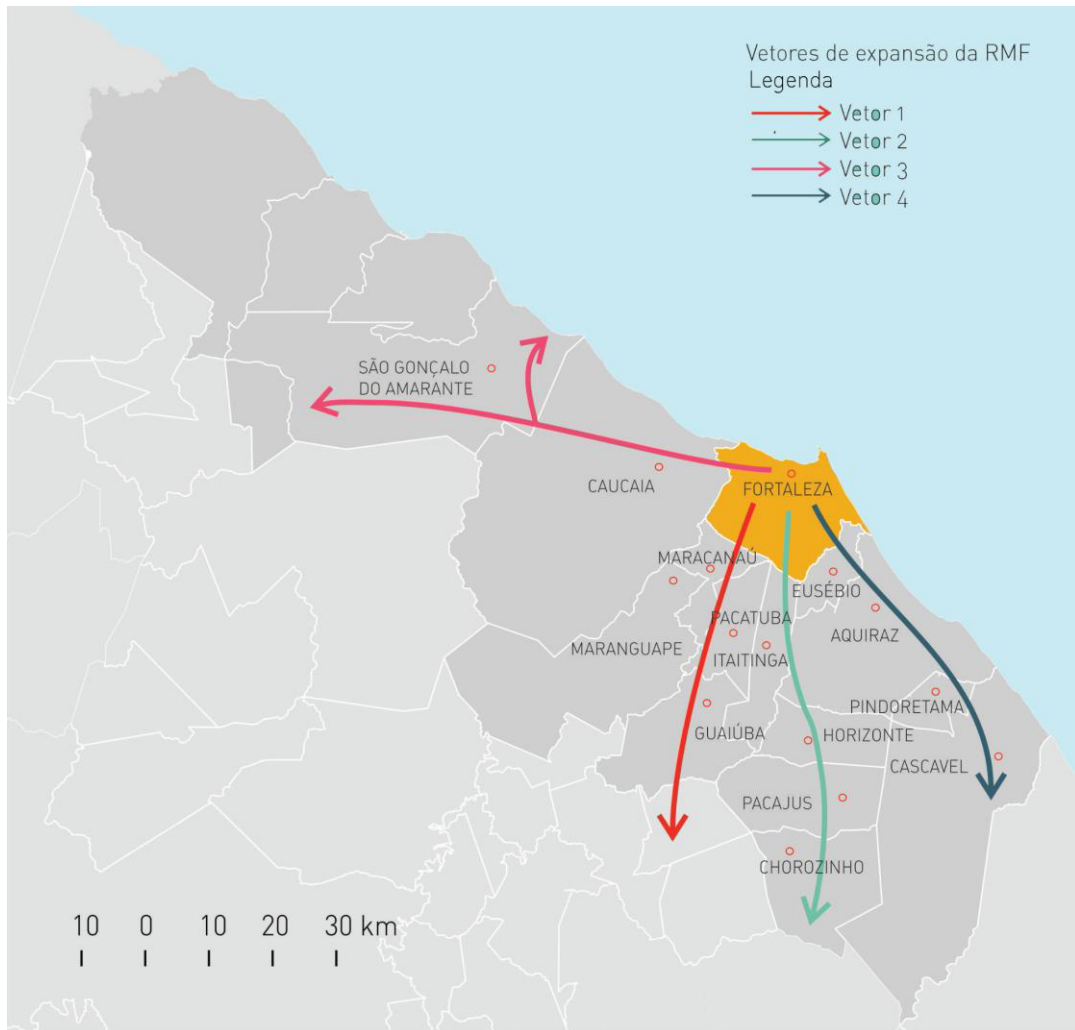 Vetores de expansão da RMF
Legenda
Vetor 1
Vetor 2
Vetor 3
Vetor 4
SÃO GONÇALO
DO AMARANTE
CAUCAIA
FORTALEZA
MARACANAÚ
EUSÉBIO
PACATUBA
AQUIRAZ
MARANGUAPE
ITAITINGA
PINDORETAMA
GUAIÚBA
HORIZONTE
CASCAVEL
PACAJUS
CHOROZINHO
10 0 10 20 30 km